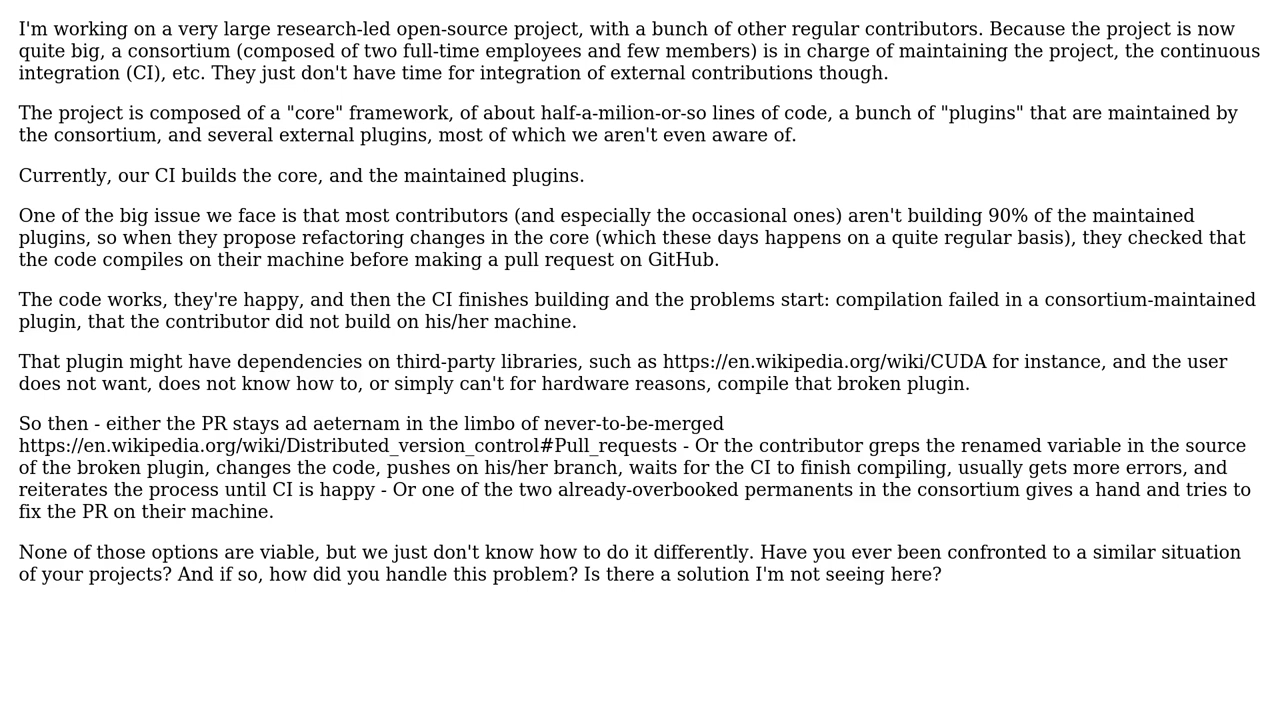 I'm working on a very large research-led open-source project, with a bunch of other regular contributors. Because the project is now
quite big, a consortium (composed of two full-time employees and few members) is in charge of maintaining the project, the continuous
integration (CI), etc. They just don't have time for integration of external contributions though.
The project is composed of a "core" framework, of about half-a-milion-or-so lines of code, a bunch of "plugins" that are maintained by
the consortium, and several external plugins, most of which we aren't even aware of.
Currently, our CI builds the core, and the maintained plugins.
One of the big issue we face is that most contributors (and especially the occasional ones) aren't building 90% of the maintained
plugins, so when they propose refactoring changes in the core (which these days happens on a quite regular basis), they checked that
the code compiles on their machine before making a pull request on GitHub.
The code works, they're happy, and then the CI finishes building and the problems start: compilation failed in a consortium-maintained
plugin, that the contributor did not build on his/her machine.
That plugin might have dependencies on third-party libraries, such as https://en.wikipedia.org/wiki/CUDA for instance, and the user
does not want, does not know how to, or simply can't for hardware reasons, compile that broken plugin.
So then - either the PR stays ad aeternam in the limbo of never-to-be-merged
https://en.wikipedia.org/wiki/Distributed_version_control#Pull_requests - Or the contributor greps the renamed variable in the source
of the broken plugin, changes the code, pushes on his/her branch, waits for the CI to finish compiling, usually gets more errors, and
reiterates the process until CI is happy - Or one of the two already-overbooked permanents in the consortium gives a hand and tries to
fix the PR on their machine.
None of those options are viable, but we just don't know how to do it differently. Have you ever been confronted to a similar situation
of your projects? And if so, how did you handle this problem? Is there a solution I'm not seeing here?